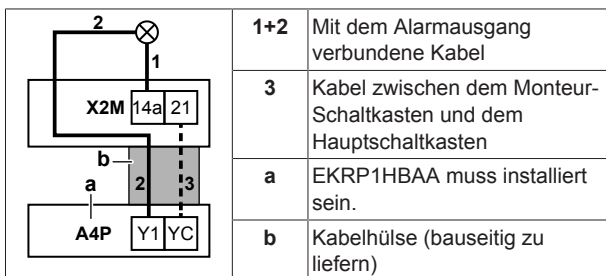 2
1
X2M 14a 21
b
a
2 3
A4P Y1 YC
1+2 Mit dem Alarmausgang
verbundene Kabel
3 Kabel zwischen dem Monteur-
Schaltkasten und dem
Hauptschaltkasten
a EKRP1HBAA muss installiert
sein.
b Kabelhülse (bauseitig zu
liefern)